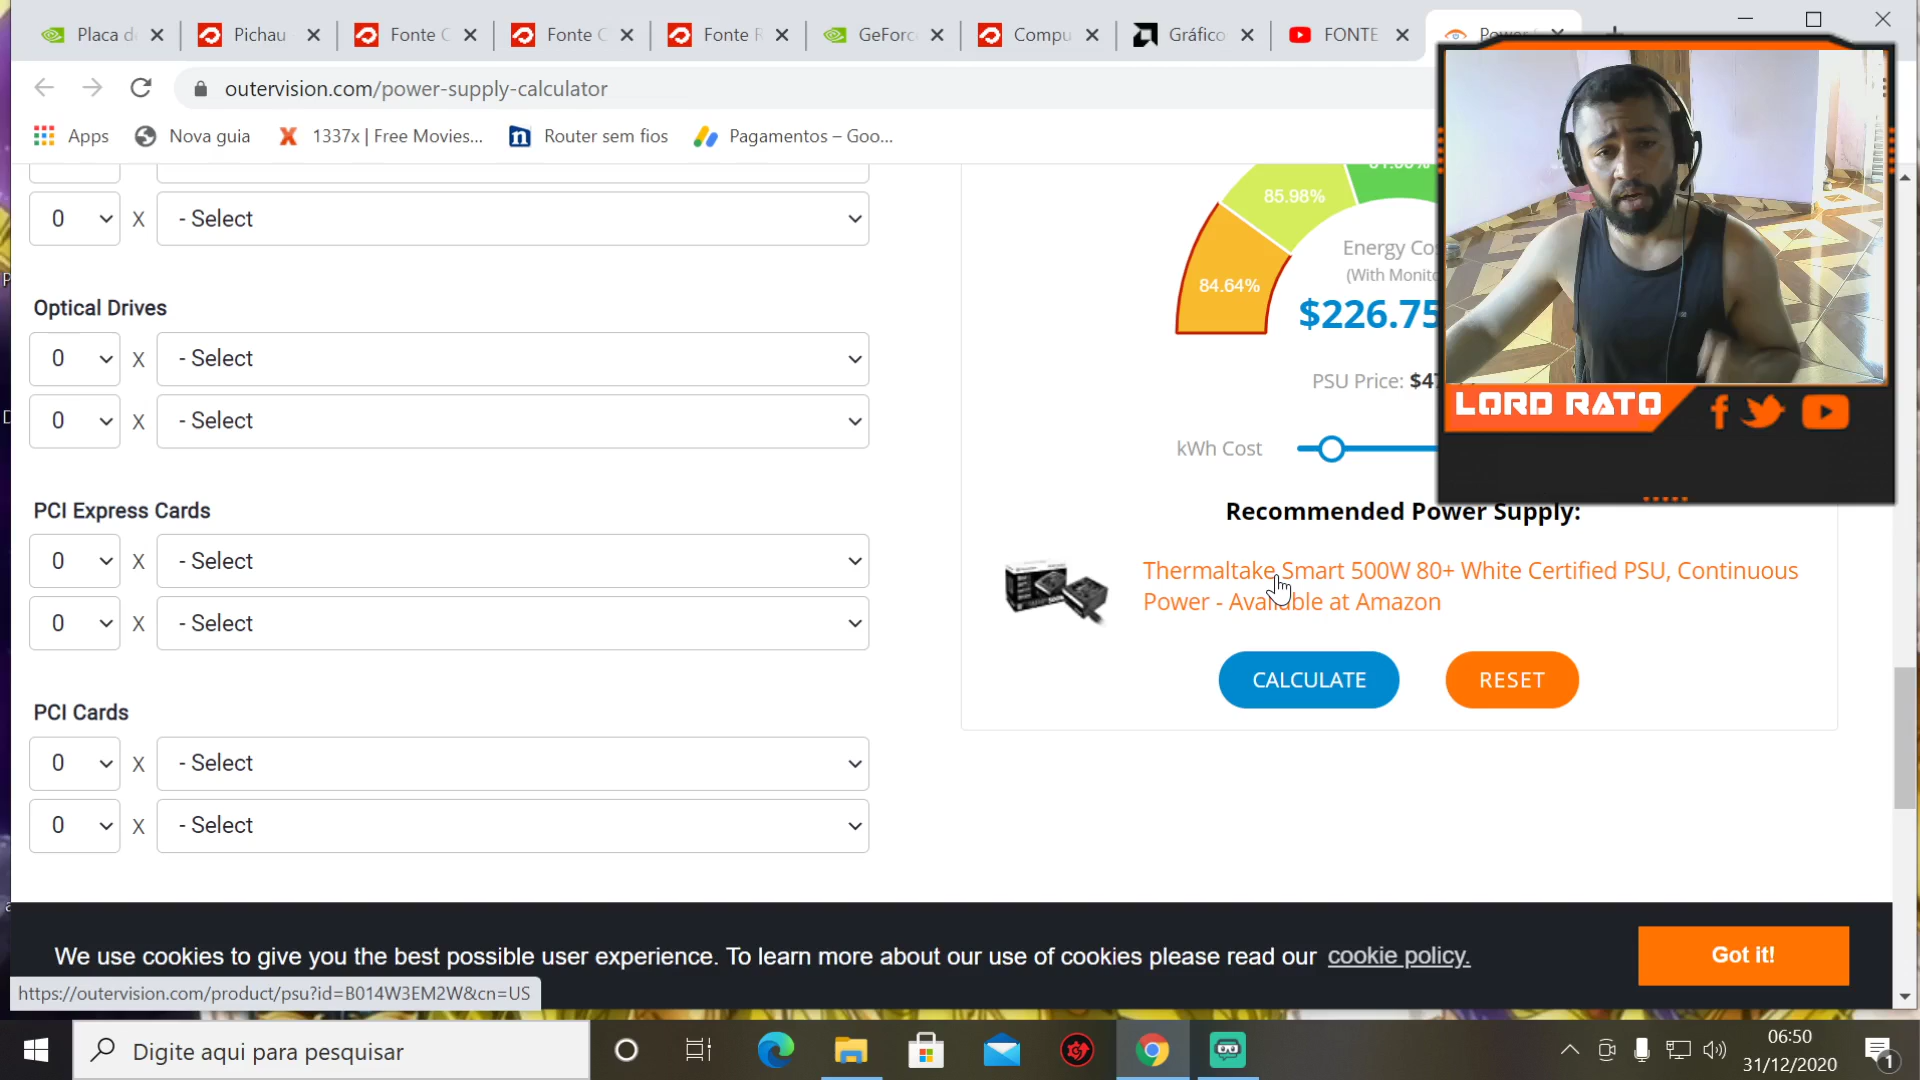 Placa d
Pichau
Fonte C
Fonte C
Fonte R
GeForc
Compu
Gráfico
FONTE
outervision.com/power-supply-calculator
Apps
Nova guia
1337x | Free Movies...
Router sem fios
Pagamentos – Goo...
0 X - Select
85.98%
84.64%
Energy Cos
(With Monito
$226.75
PSU Price: $47
kWh Cost
LORD RATO
Optical Drives
0 X - Select
0 X - Select
PCI Express Cards
0 X - Select
0 X - Select
PCI Cards
0 X - Select
0 X - Select
Recommended Power Supply:
Thermaltake Smart 500W 80+ White Certified PSU, Continuous
Power - Available at Amazon
CALCULATE
RESET
We use cookies to give you the best possible user experience. To learn more about our use of cookies please read our cookie policy.
Got it!
https://outervision.com/product/psu?id=B014W3EM2W&cn=US
Digite aqui para pesquisar
06:50
31/12/2020
1